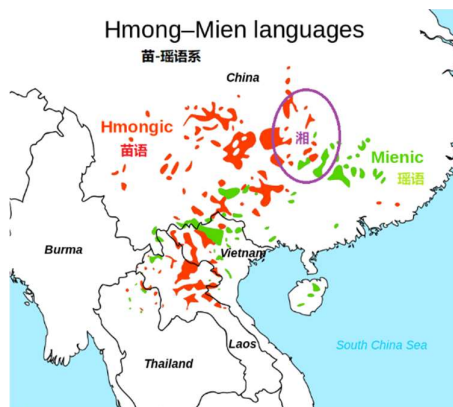 Hmong–Mien languages
苗-瑶语系
China
Hmongic
苗语
湘
Mienic
瑶语
Burma
Vietnam
Laos
Thailand
South China Sea